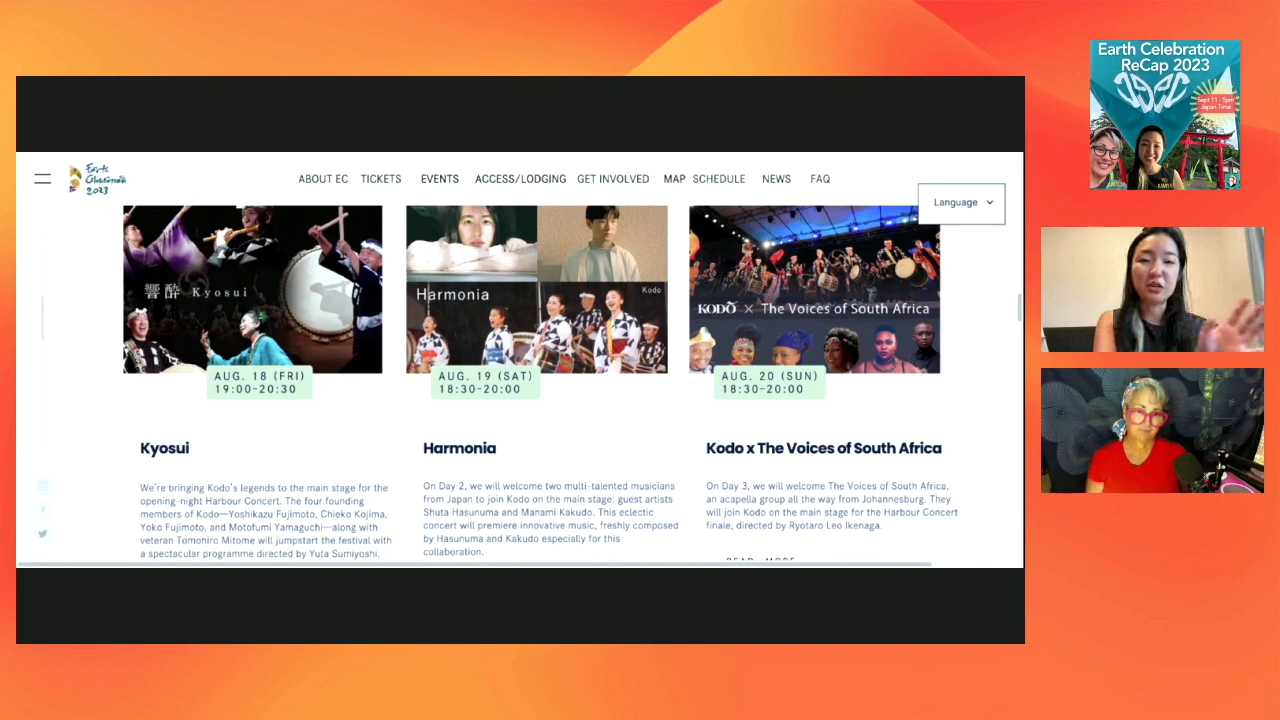 Earth Celebration
ReCap 2023
Sept 11 - 5pm
Japan Time
Earth
Celebration
2023
ABOUT EC TICKETS EVENTS ACCESS/LODGING GET INVOLVED MAP SCHEDULE NEWS FAQ
Language
響酔 Kyosui
Harmonia
Kodo
KODO × The Voices of South Africa
AUG. 18 (FRI)
19:00-20:30
AUG. 19 (SAT)
18:30-20:00
AUG. 20 (SUN)
18:30-20:00
Kyosui
We're bringing Kodo's legends to the main stage for the
opening-night Harbour Concert. The four founding
members of Kodo—Yoshikazu Fujimoto, Chieko Kojima,
Yoko Fujimoto, and Motofumi Yamaguchi—along with
veteran Tomohiro Mitome will jumpstart the festival with
a spectacular programme directed by Yuta Sumiyoshi.
Harmonia
On Day 2, we will welcome two multi-talented musicians
from Japan to join Kodo on the main stage: guest artists
Shuta Hasunuma and Manami Kakudo. This eclectic
concert will premiere innovative music, freshly composed
by Hasunuma and Kakudo especially for this
collaboration.
Kodo x The Voices of South Africa
On Day 3, we will welcome The Voices of South Africa,
an acapella group all the way from Johannesburg. They
will join Kodo on the main stage for the Harbour Concert
finale, directed by Ryotaro Leo Ikenaga.
READ MORE